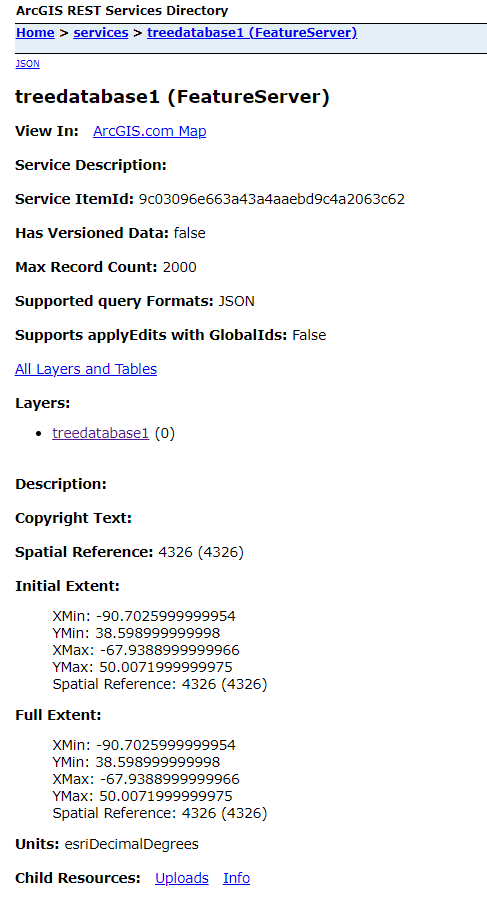 ArcGIS REST Services Directory
Home > services > treedatabase1 (FeatureServer)
JSON
treedatabase1 (FeatureServer)
View In: ArcGIS.com Map
Service Description:
Service ItemId: 9c03096e663a43a4aaebd9c4a2063c62
Has Versioned Data: false
Max Record Count: 2000
Supported query Formats: JSON
Supports applyEdits with GlobalIds: False
All Layers and Tables
Layers:
• treedatabase1 (0)
Description:
Copyright Text:
Spatial Reference: 4326 (4326)
Initial Extent:
XMin: -90.7025999999954
YMin: 38.598999999998
XMax: -67.9388999999966
YMax: 50.0071999999975
Spatial Reference: 4326 (4326)
Full Extent:
XMin: -90.7025999999954
YMin: 38.598999999998
XMax: -67.9388999999966
YMax: 50.0071999999975
Spatial Reference: 4326 (4326)
Units: esriDecimalDegrees
Child Resources: Uploads Info